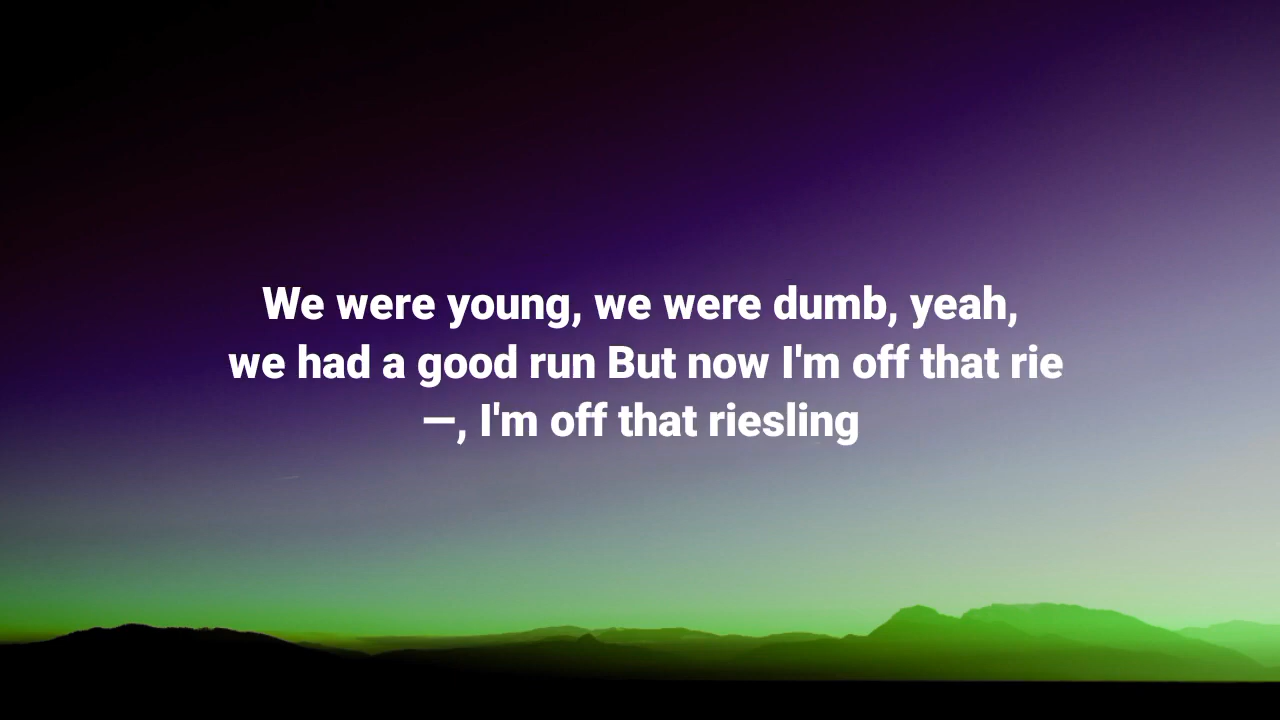 We were young, we were dumb, yeah,
we had a good run But now I'm off that rie
—, I'm off that riesling